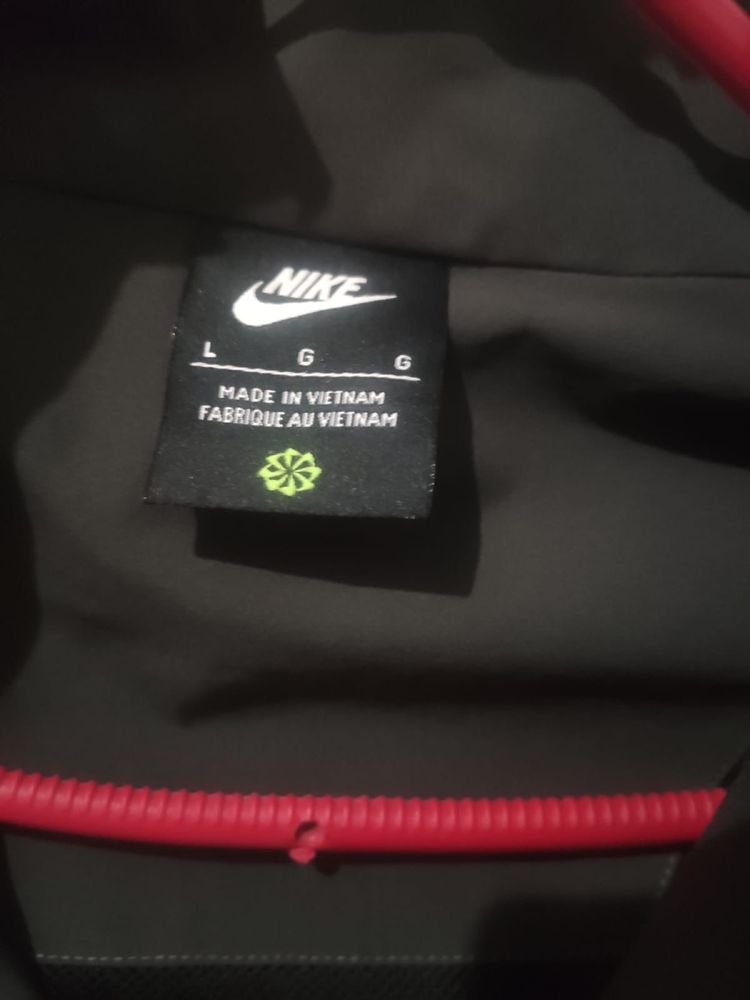 NIKE
L G G
MADE IN VIETNAM
FABRIQUE AU VIETNAM